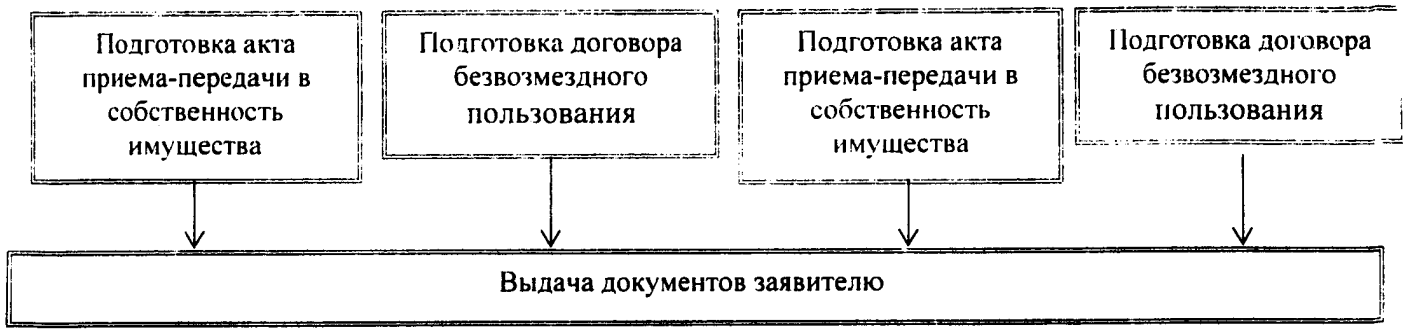 Подготовка акта
приема-передачи в
собственность
имущества
Подготовка договора
безвозмездного
пользования
Подготовка акта
приема-передачи в
собственность
имущества
Подготовка договора
безвозмездного
пользования
Выдача документов заявителю